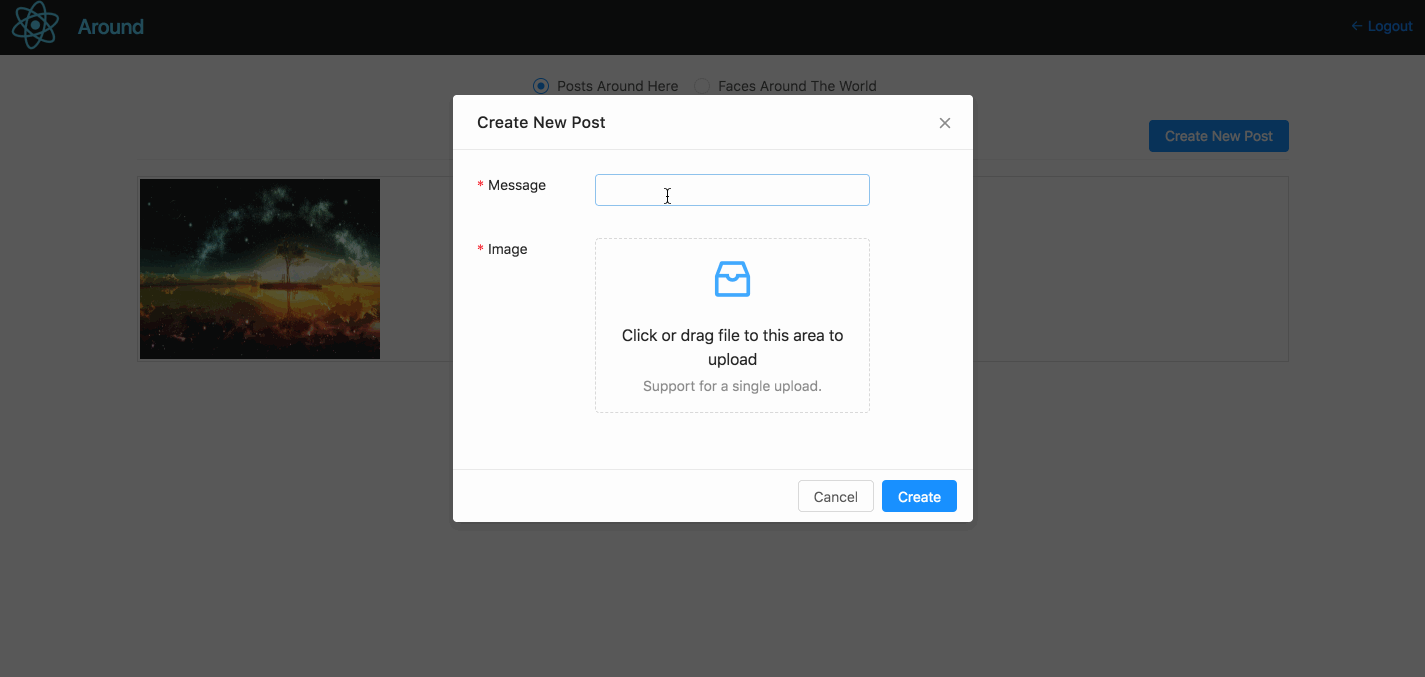 Around
← Logout
Posts Around Here
Faces Around The World
Create New Post
Create New Post
* Message
* Image
Click or drag file to this area to
upload
Support for a single upload.
Cancel
Create